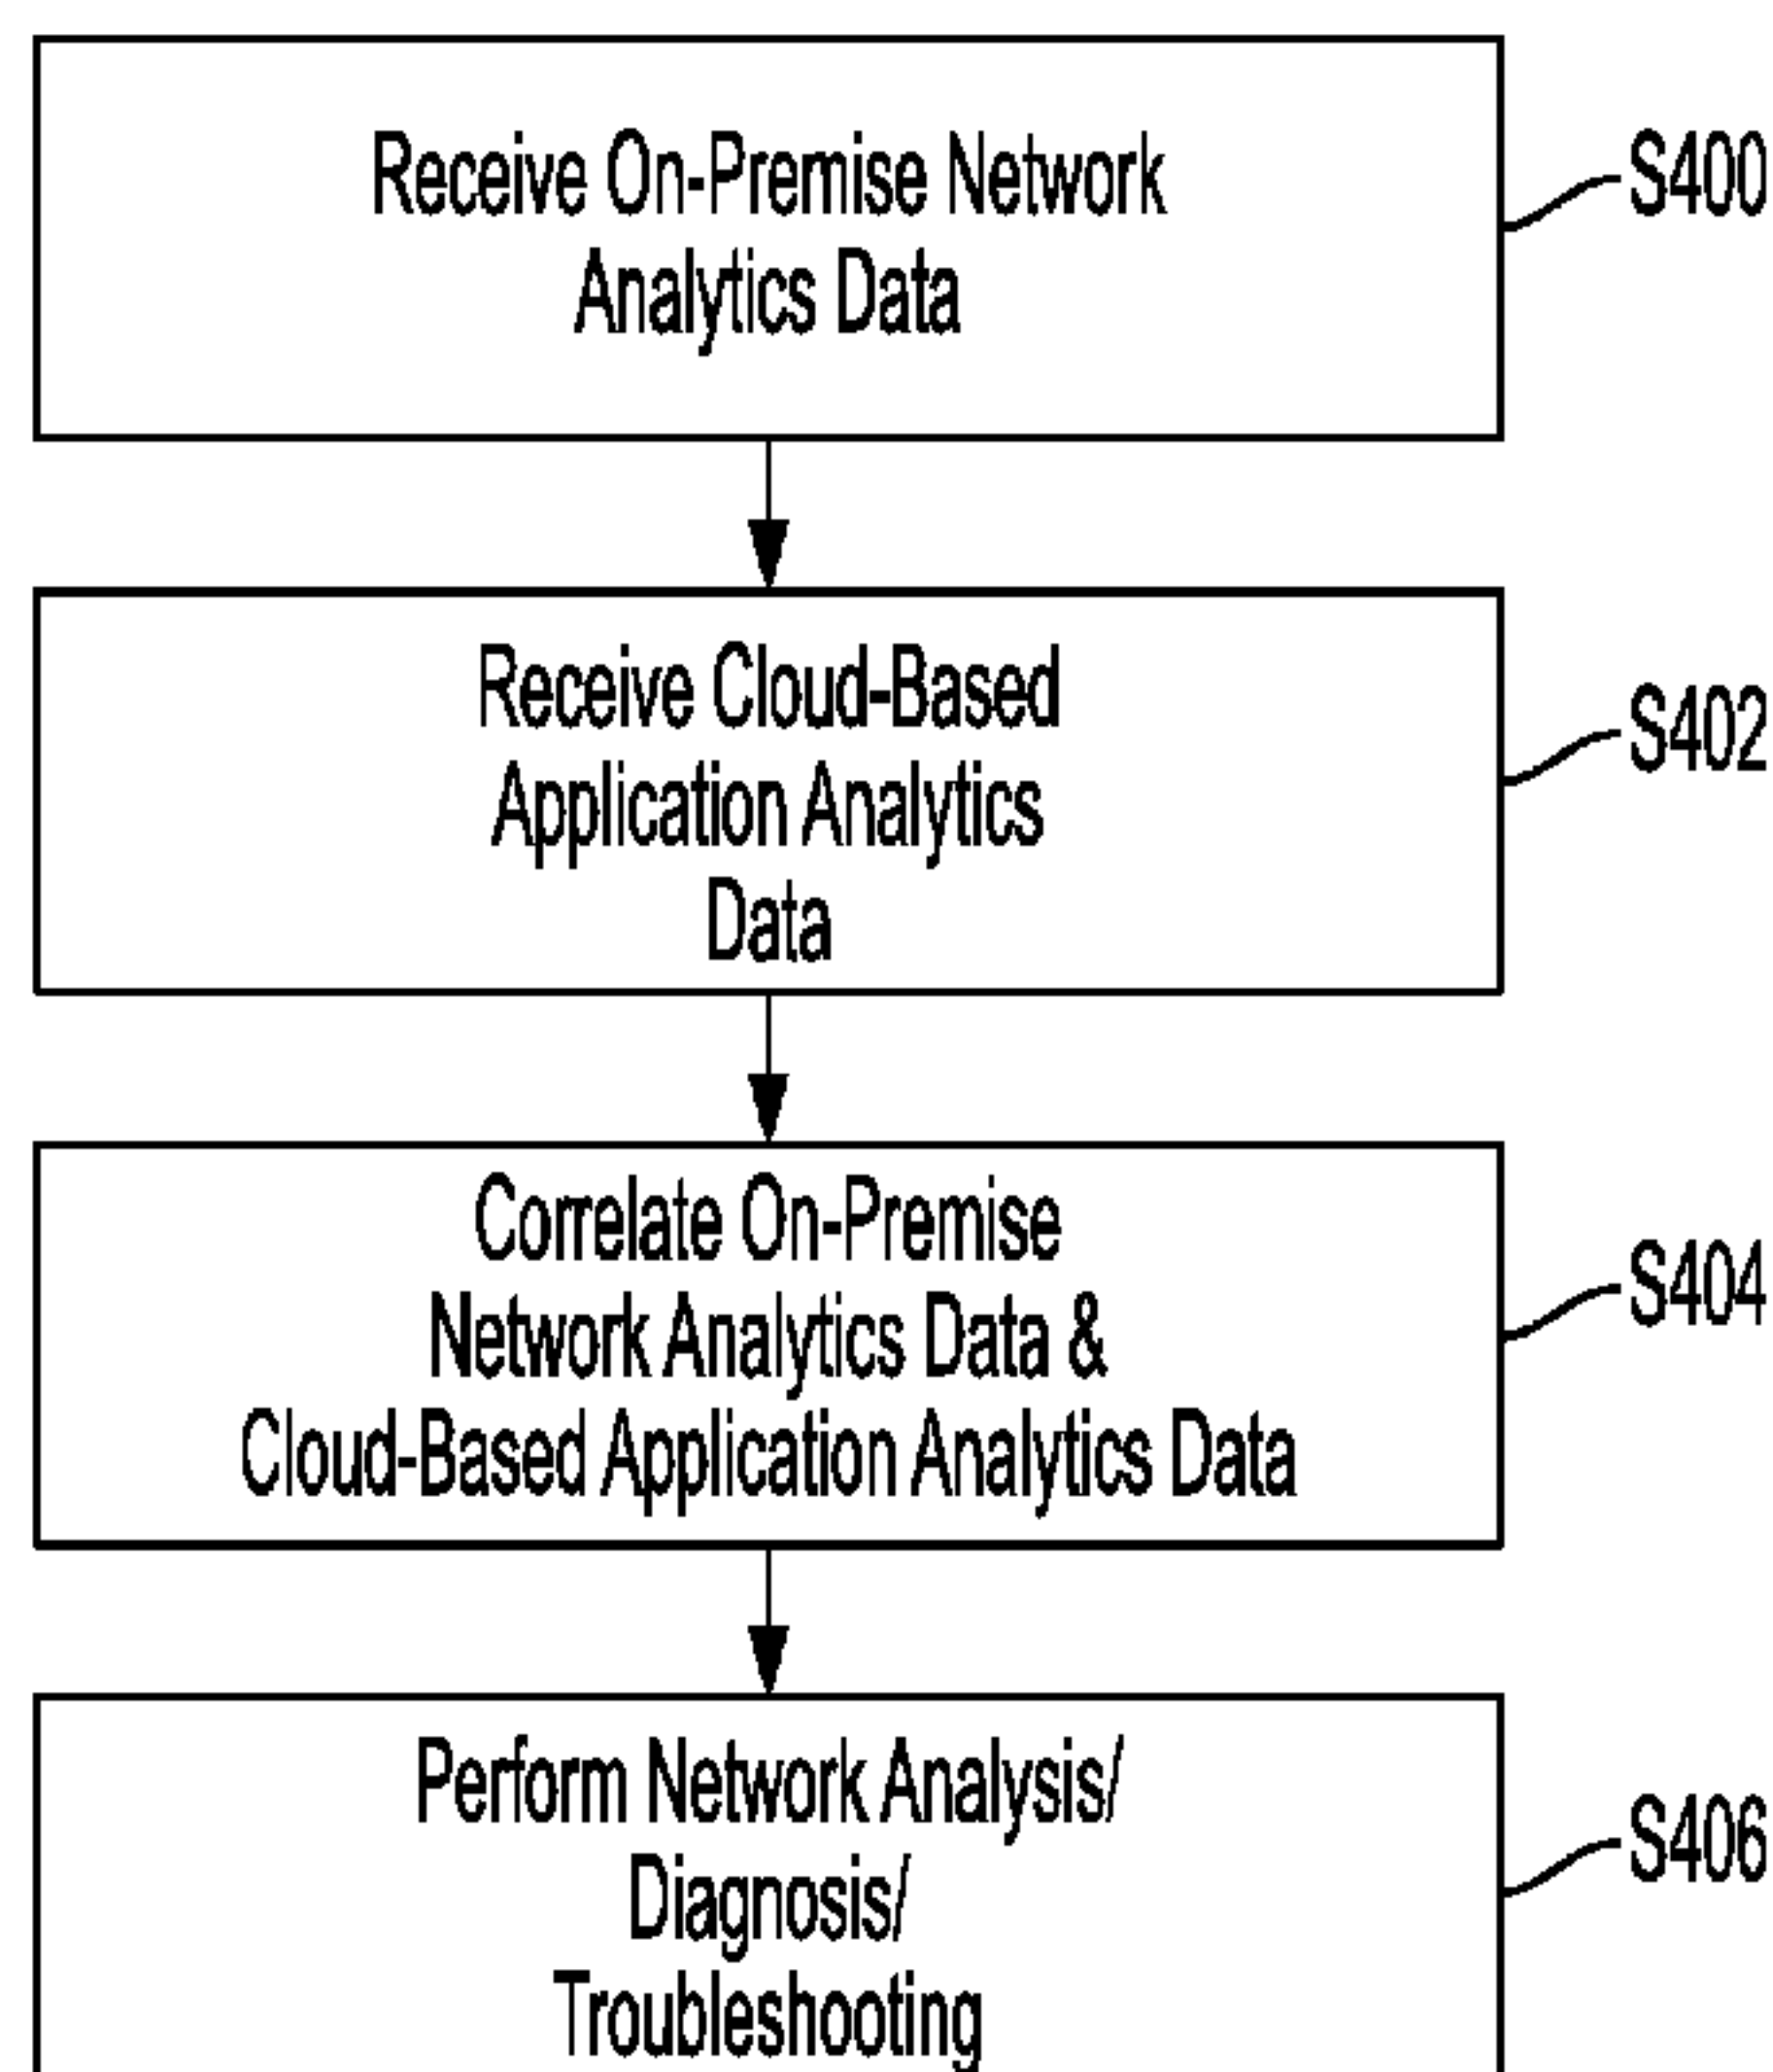 Receive On-Premise Network
Analytics Data
S400
Receive Cloud-Based
Application Analytics
Data
S402
Correlate On-Premise
Network Analytics Data &
Cloud-Based Application Analytics Data
S404
Perform Network Analysis/
Diagnosis/
Troubleshooting
S406